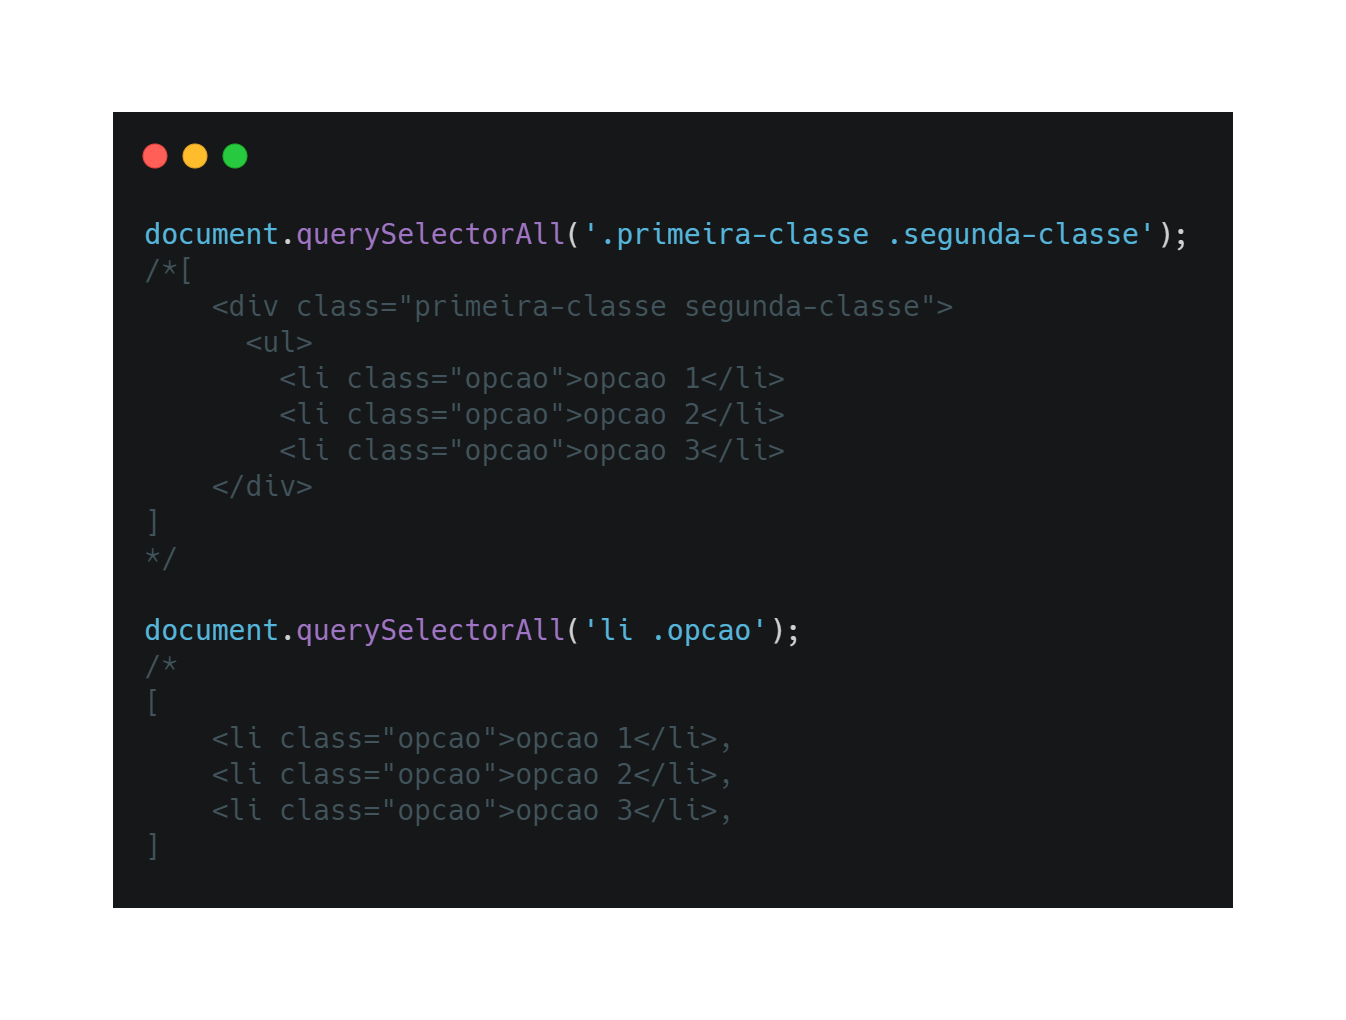 document.querySelectorAll('.primeira-classe .segunda-classe');
/*[
    <div class="primeira-classe segunda-classe">
      <ul>
        <li class="opcao">opcao 1</li>
        <li class="opcao">opcao 2</li>
        <li class="opcao">opcao 3</li>
    </div>
]
*/

document.querySelectorAll('li .opcao');
/*
[
    <li class="opcao">opcao 1</li>,
    <li class="opcao">opcao 2</li>,
    <li class="opcao">opcao 3</li>,
]